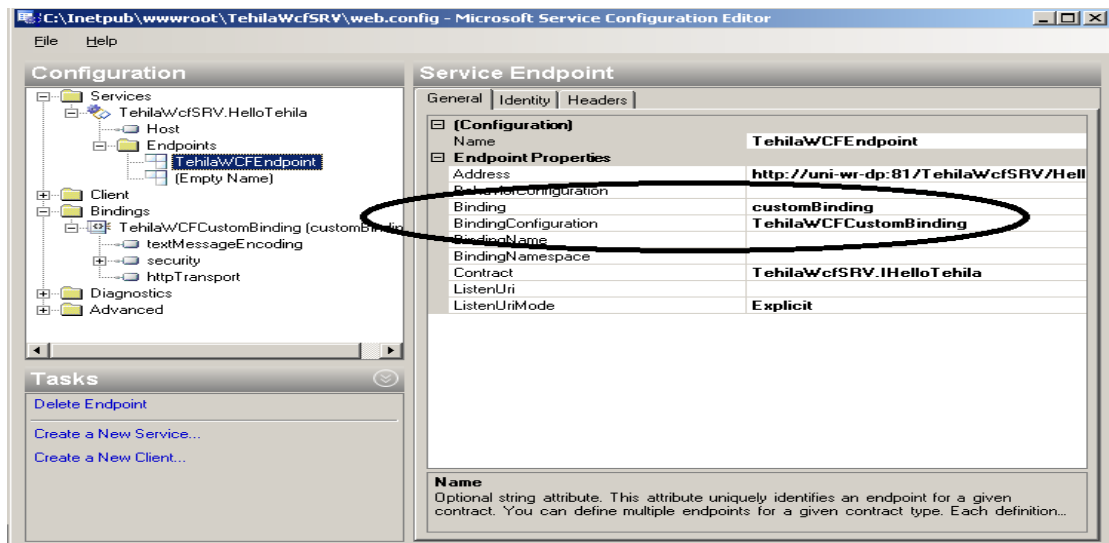 C:\Inetpub\wwwroot\TehilaWcfSRV\web.config - Microsoft Service Configuration Editor
File Help
Configuration
Services
TehilaWcfSRV.HelloTehila
Host
Endpoints
TehilaWCFEndpoint
(Empty Name)
Client
Bindings
TehilaWCFCustomBinding (customBindin
textMessageEncoding
security
httpTransport
Diagnostics
Advanced
Tasks
Delete Endpoint
Create a New Service...
Create a New Client...
Service Endpoint
General Identity Headers
(Configuration)
Name TehilaWCFEndpoint
Endpoint Properties
Address http://uni-wr-dp:81/TehilaWcfSRV/Hell
BehaviorConfiguration
Binding customBinding
BindingConfiguration TehilaWCFCustomBinding
BindingName
BindingNamespace
Contract TehilaWcfSRV.IHelloTehila
ListenUri
ListenUriMode Explicit
Name
Optional string attribute. This attribute uniquely identifies an endpoint for a given
contract. You can define multiple endpoints for a given contract type. Each definition...